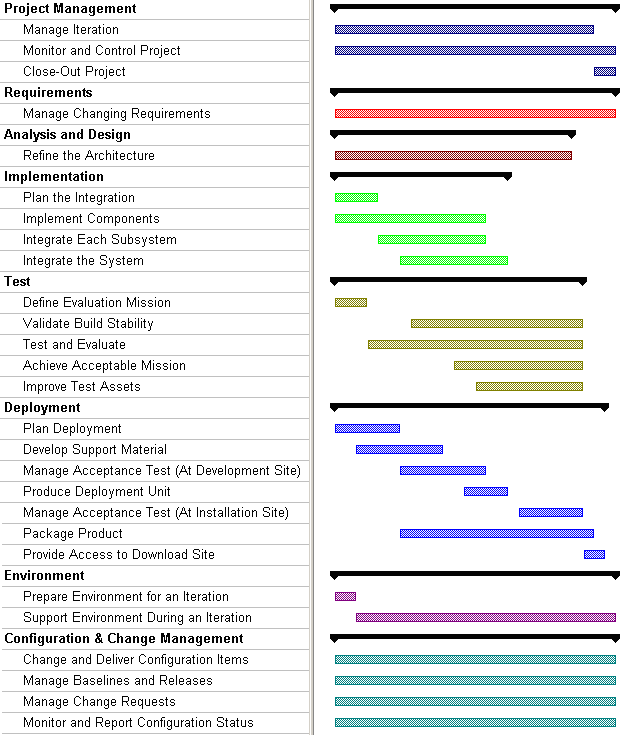 Project Management
Manage Iteration
Monitor and Control Project
Close-Out Project
Requirements
Manage Changing Requirements
Analysis and Design
Refine the Architecture
Implementation
Plan the Integration
Implement Components
Integrate Each Subsystem
Integrate the System
Test
Define Evaluation Mission
Validate Build Stability
Test and Evaluate
Achieve Acceptable Mission
Improve Test Assets
Deployment
Plan Deployment
Develop Support Material
Manage Acceptance Test (At Development Site)
Produce Deployment Unit
Manage Acceptance Test (At Installation Site)
Package Product
Provide Access to Download Site
Environment
Prepare Environment for an Iteration
Support Environment During an Iteration
Configuration & Change Management
Change and Deliver Configuration Items
Manage Baselines and Releases
Manage Change Requests
Monitor and Report Configuration Status